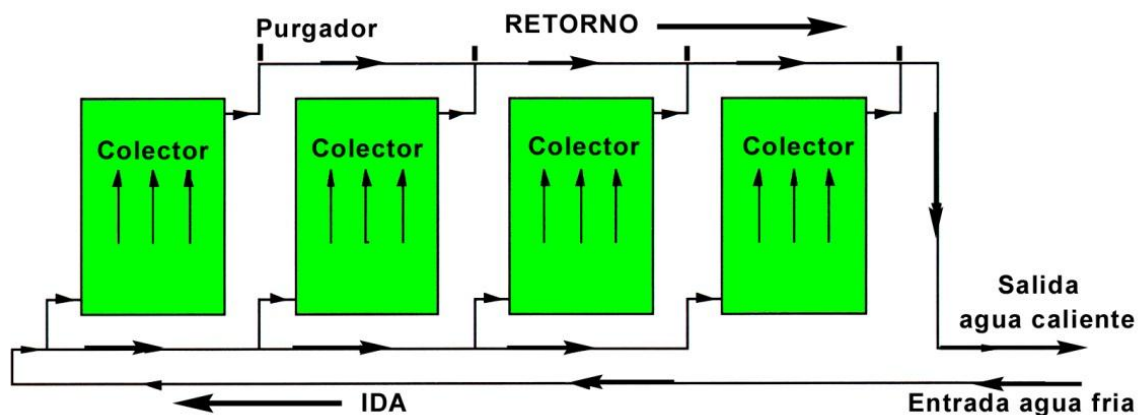 Purgador
RETORNO
Colector
Colector
Colector
Colector
Salida
agua caliente
IDA
Entrada agua fria